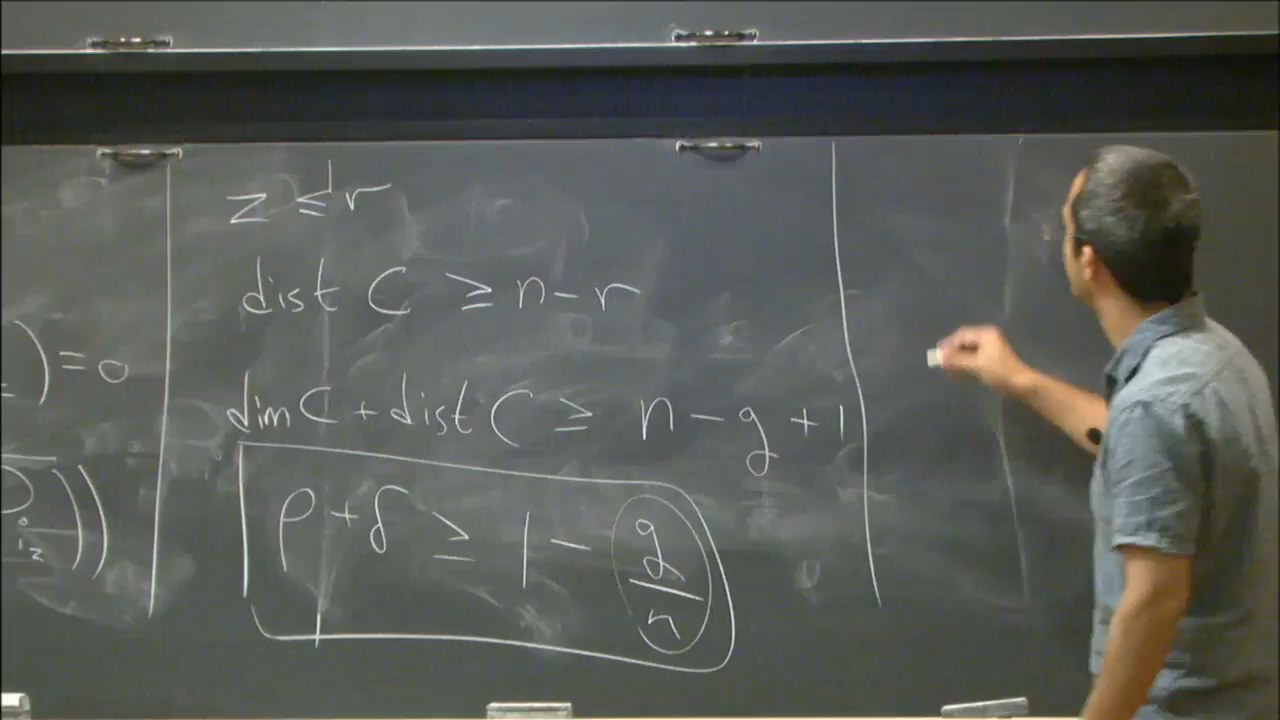 z ≤ r
dist C ≥ n - r
) = 0
dim C + dist C ≥ n - g + 1
ρ + δ ≥ 1 - g/n